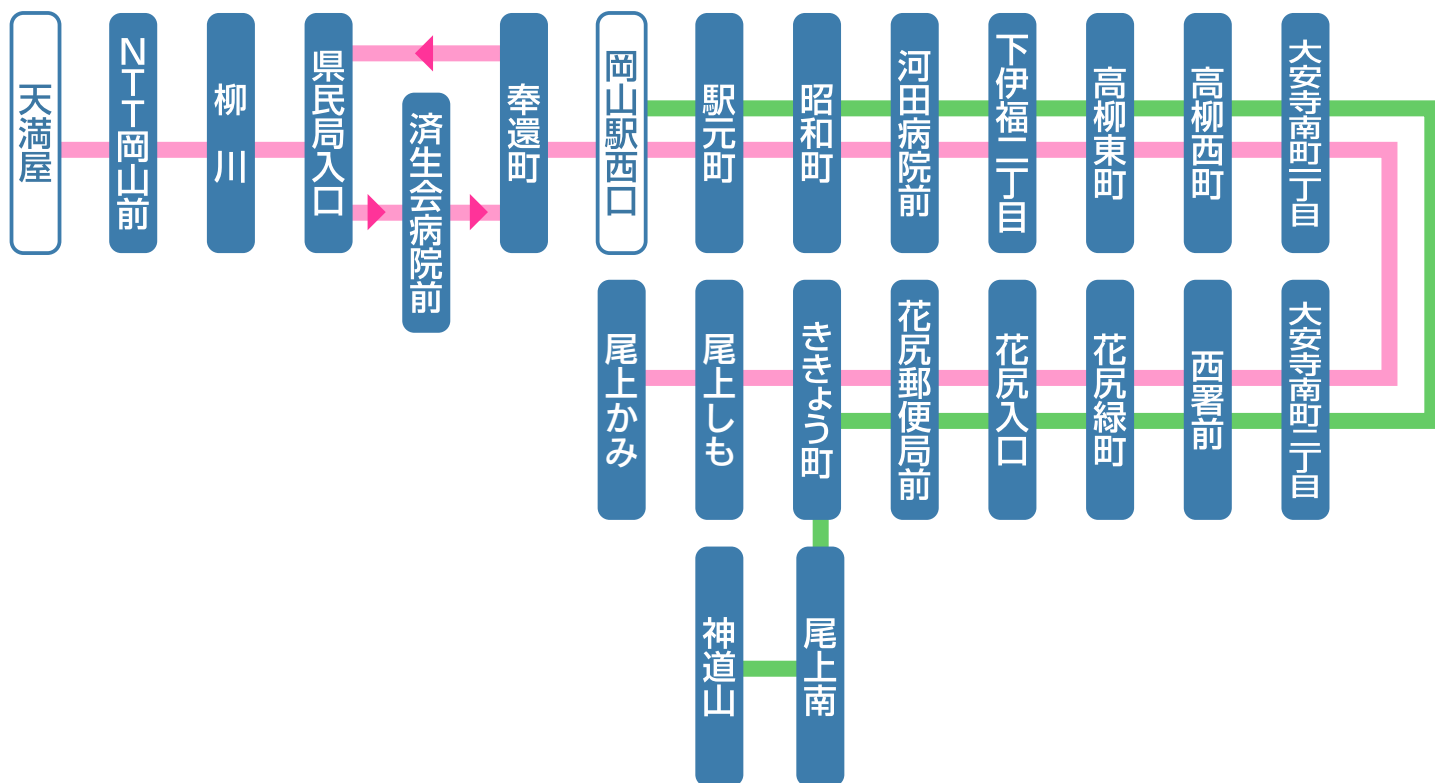 天満屋
NTT岡山前
柳川
県民局入口
済生会病院前
奉還町
岡山駅西口
駅元町
昭和町
河田病院前
下伊福二丁目
高柳東町
高柳西町
大安寺南町一丁目
尾上かみ
尾上しも
ききょう町
花尻郵便局前
花尻入口
花尻緑町
西署前
大安寺南町二丁目
神道山
尾上南